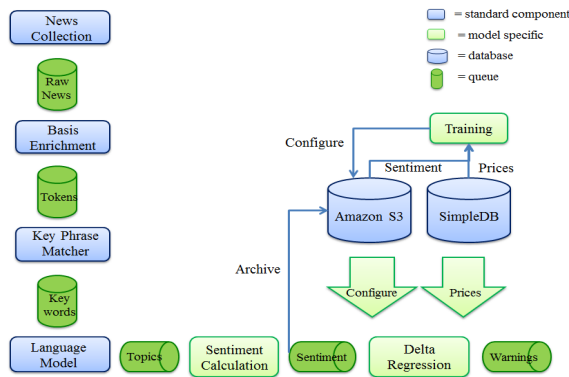 News
Collection
Raw
News
Basis
Enrichment
Tokens
Key Phrase
Matcher
Key
words
Language
Model
Topics
Sentiment
Calculation
Sentiment
Delta
Regression
Warnings
= standard component
= model specific
= database
= queue
Training
Configure
Sentiment
Prices
Amazon S3
SimpleDB
Archive
Configure
Prices